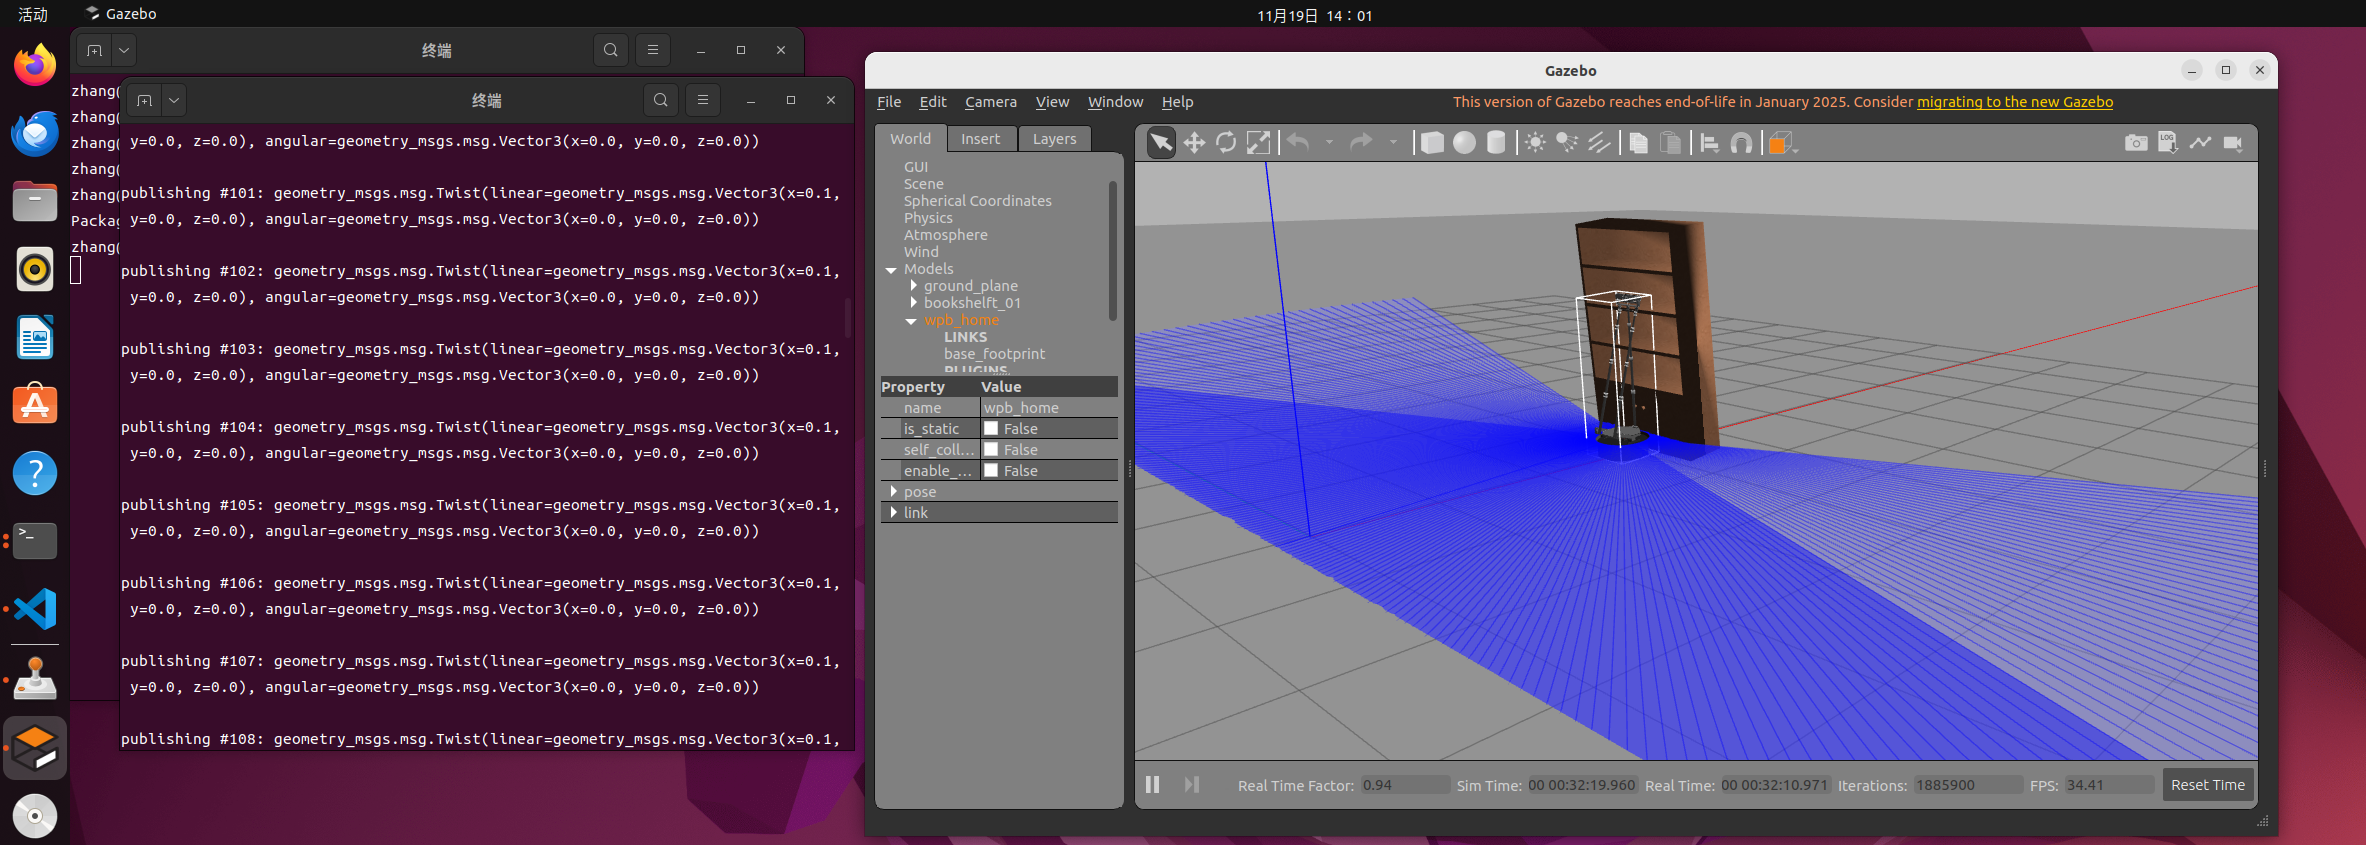 活动
Gazebo
11月19日 14：01
终端
zhang@
zhang@
zhang@
zhang@
zhang@
Packag
zhang@
终端
y=0.0, z=0.0), angular=geometry_msgs.msg.Vector3(x=0.0, y=0.0, z=0.0))
publishing #101: geometry_msgs.msg.Twist(linear=geometry_msgs.msg.Vector3(x=0.1,
y=0.0, z=0.0), angular=geometry_msgs.msg.Vector3(x=0.0, y=0.0, z=0.0))
publishing #102: geometry_msgs.msg.Twist(linear=geometry_msgs.msg.Vector3(x=0.1,
y=0.0, z=0.0), angular=geometry_msgs.msg.Vector3(x=0.0, y=0.0, z=0.0))
publishing #103: geometry_msgs.msg.Twist(linear=geometry_msgs.msg.Vector3(x=0.1,
y=0.0, z=0.0), angular=geometry_msgs.msg.Vector3(x=0.0, y=0.0, z=0.0))
publishing #104: geometry_msgs.msg.Twist(linear=geometry_msgs.msg.Vector3(x=0.1,
y=0.0, z=0.0), angular=geometry_msgs.msg.Vector3(x=0.0, y=0.0, z=0.0))
publishing #105: geometry_msgs.msg.Twist(linear=geometry_msgs.msg.Vector3(x=0.1,
y=0.0, z=0.0), angular=geometry_msgs.msg.Vector3(x=0.0, y=0.0, z=0.0))
publishing #106: geometry_msgs.msg.Twist(linear=geometry_msgs.msg.Vector3(x=0.1,
y=0.0, z=0.0), angular=geometry_msgs.msg.Vector3(x=0.0, y=0.0, z=0.0))
publishing #107: geometry_msgs.msg.Twist(linear=geometry_msgs.msg.Vector3(x=0.1,
y=0.0, z=0.0), angular=geometry_msgs.msg.Vector3(x=0.0, y=0.0, z=0.0))
publishing #108: geometry_msgs.msg.Twist(linear=geometry_msgs.msg.Vector3(x=0.1,
Gazebo
File Edit Camera View Window Help
This version of Gazebo reaches end-of-life in January 2025. Consider migrating to the new Gazebo
World Insert Layers
LOG
GUI
Scene
Spherical Coordinates
Physics
Atmosphere
Wind
Models
ground_plane
bookshelft_01
wpb_home
LINKS
base_footprint
PLUGINS
Property Value
name wpb_home
is_static False
self_coll... False
enable_... False
pose
link
Real Time Factor: 0.94 Sim Time: 00 00:32:19.960 Real Time: 00 00:32:10.971 Iterations: 1885900 FPS: 34.41 Reset Time